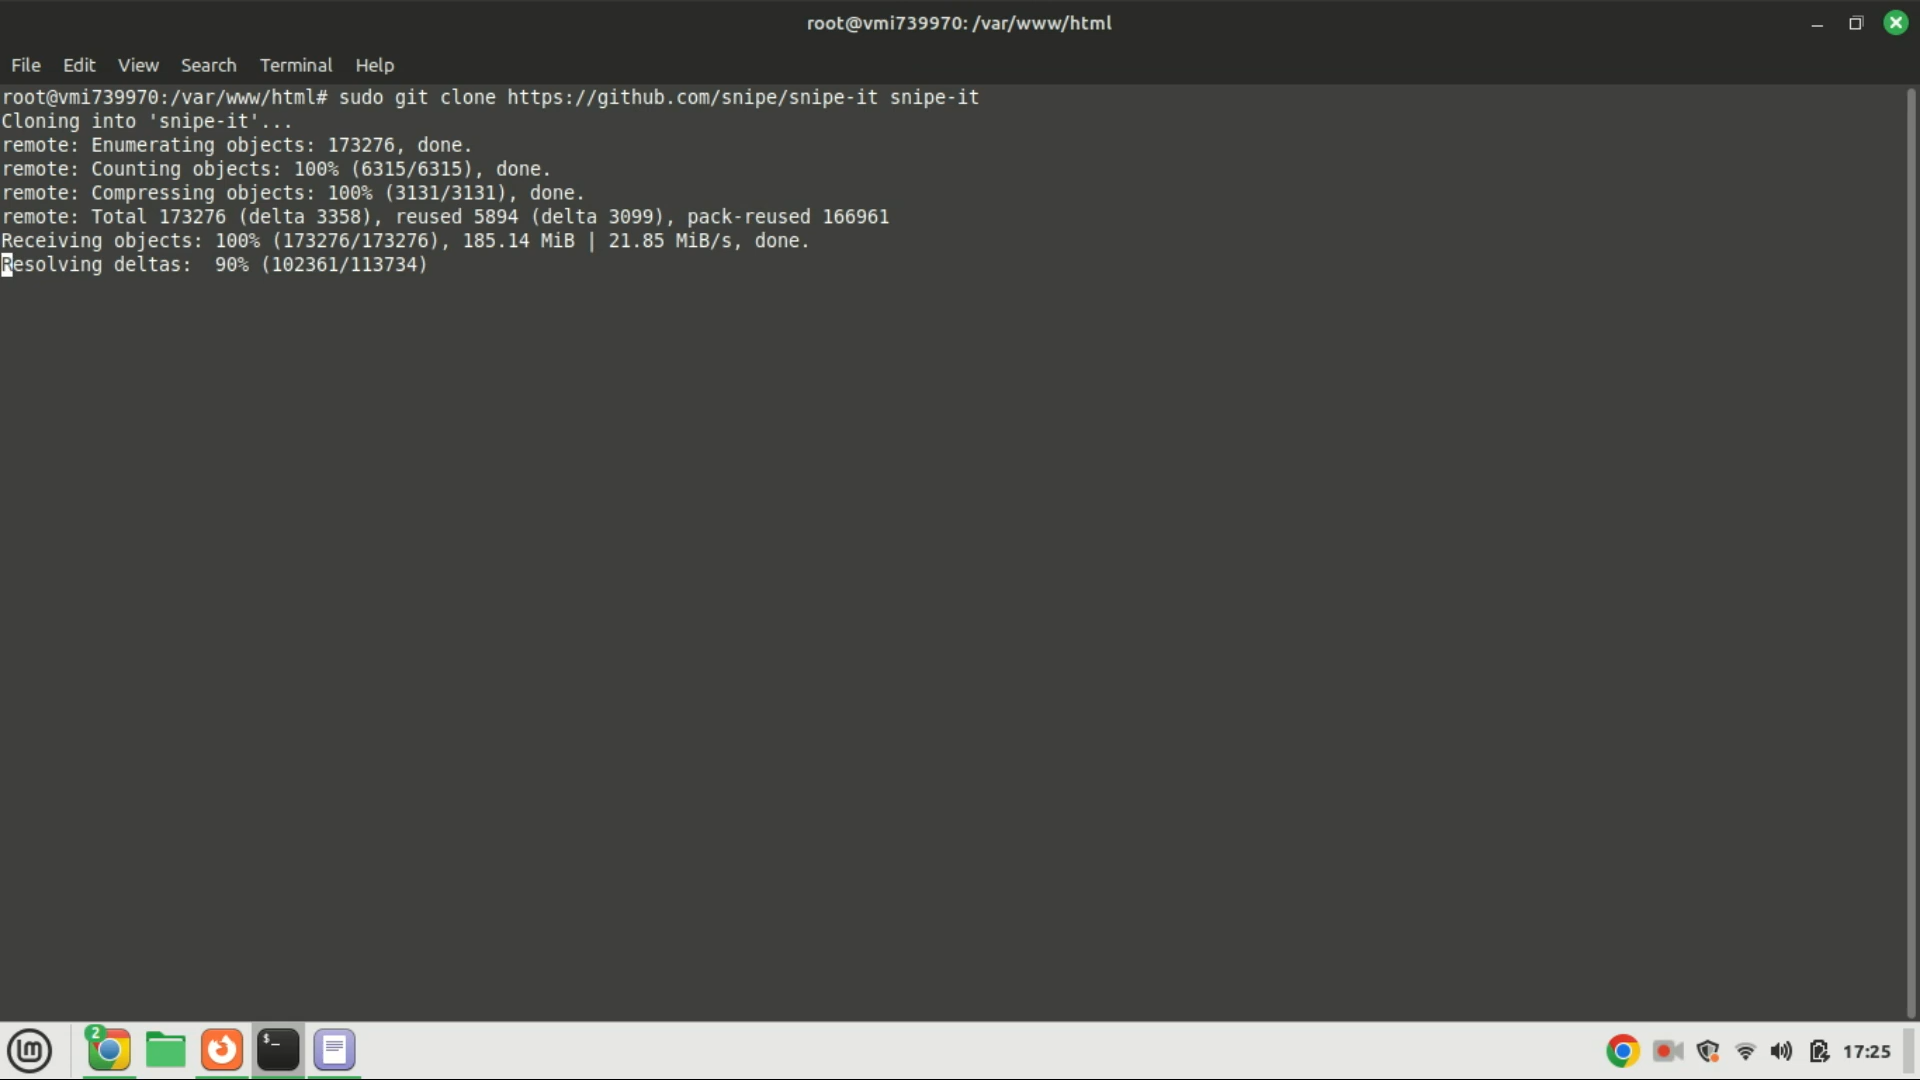 root@vmi739970: /var/www/html
File Edit View Search Terminal Help
root@vmi739970:/var/www/html# sudo git clone https://github.com/snipe/snipe-it snipe-it
Cloning into 'snipe-it'...
remote: Enumerating objects: 173276, done.
remote: Counting objects: 100% (6315/6315), done.
remote: Compressing objects: 100% (3131/3131), done.
remote: Total 173276 (delta 3358), reused 5894 (delta 3099), pack-reused 166961
Receiving objects: 100% (173276/173276), 185.14 MiB | 21.85 MiB/s, done.
Resolving deltas:  90% (102361/113734)
lm 2 $_ 17:25